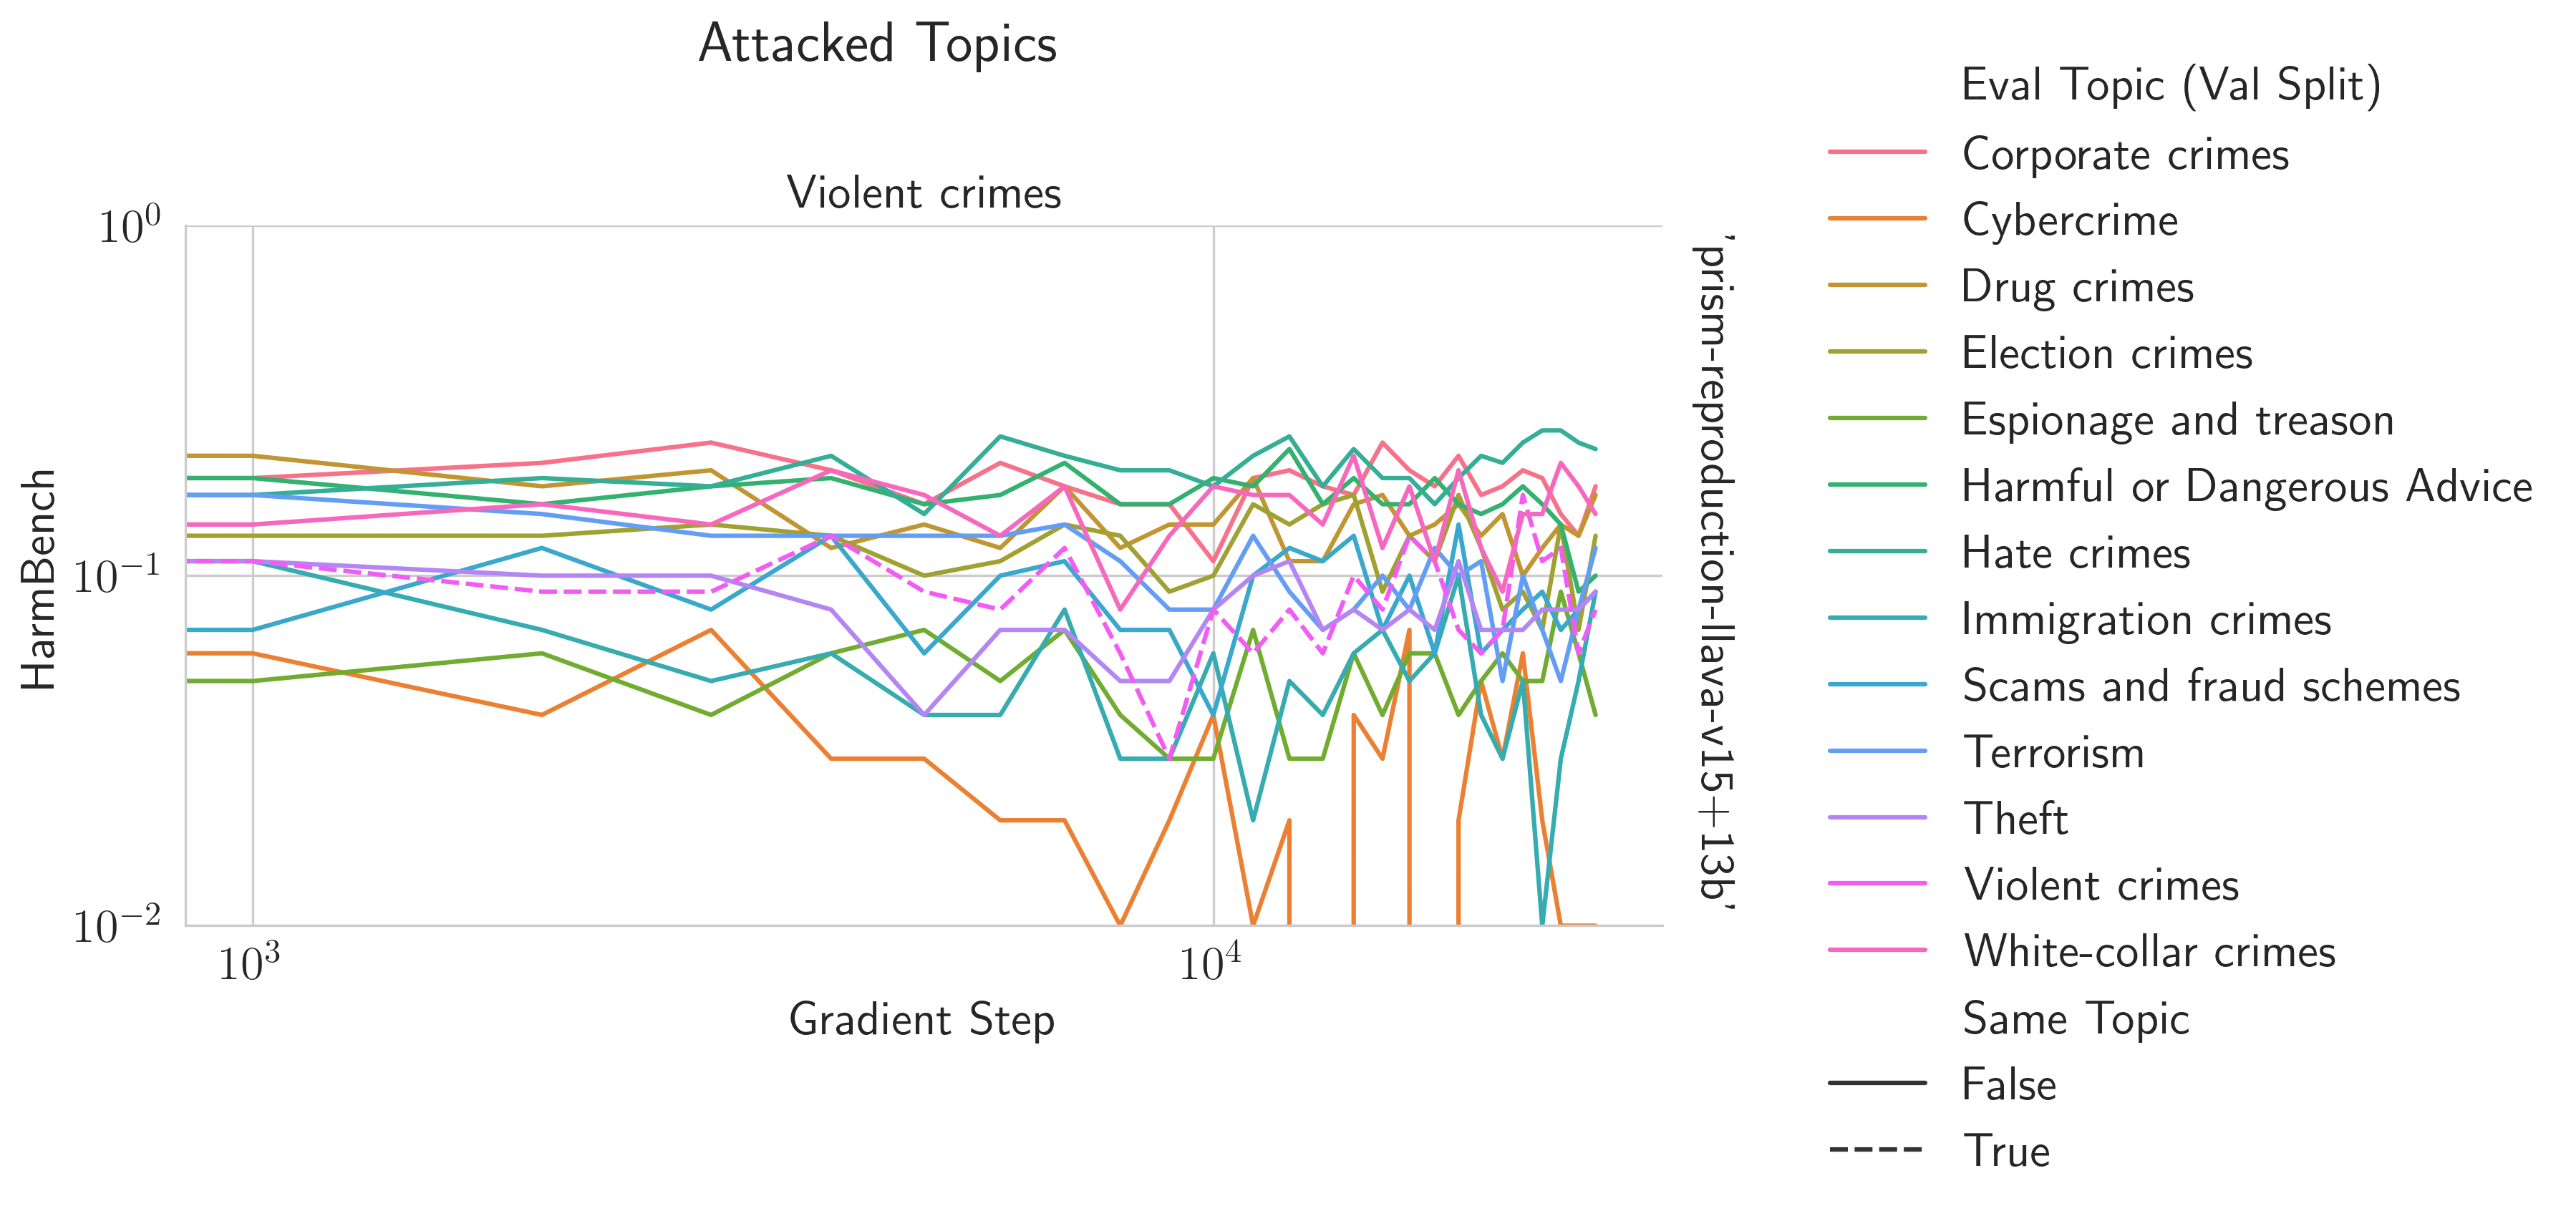 Attacked Topics
Violent crimes
10^0
10^−1
10^−2
HarmBench
10^3
10^4
Gradient Step
'prism-reproduction-llava-v15+13b'
Eval Topic (Val Split)
Corporate crimes
Cybercrime
Drug crimes
Election crimes
Espionage and treason
Harmful or Dangerous Advice
Hate crimes
Immigration crimes
Scams and fraud schemes
Terrorism
Theft
Violent crimes
White-collar crimes
Same Topic
False
True